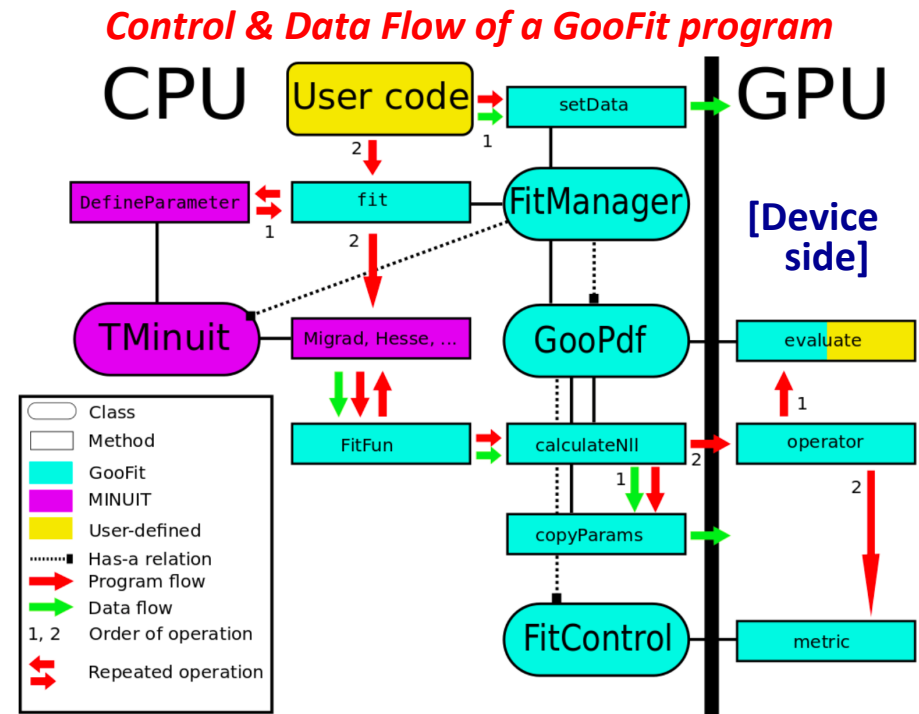 Control & Data Flow of a GooFit program
CPU
GPU
User code
setData
1
2
DefineParameter
fit
FitManager
1
2
[Device
side]
TMinuit
Migrad, Hesse, ...
GooPdf
evaluate
1
FitFun
calculateNll
2
operator
1
2
copyParams
FitControl
metric
Class
Method
GooFit
MINUIT
User-defined
Has-a relation
Program flow
Data flow
1, 2 Order of operation
Repeated operation